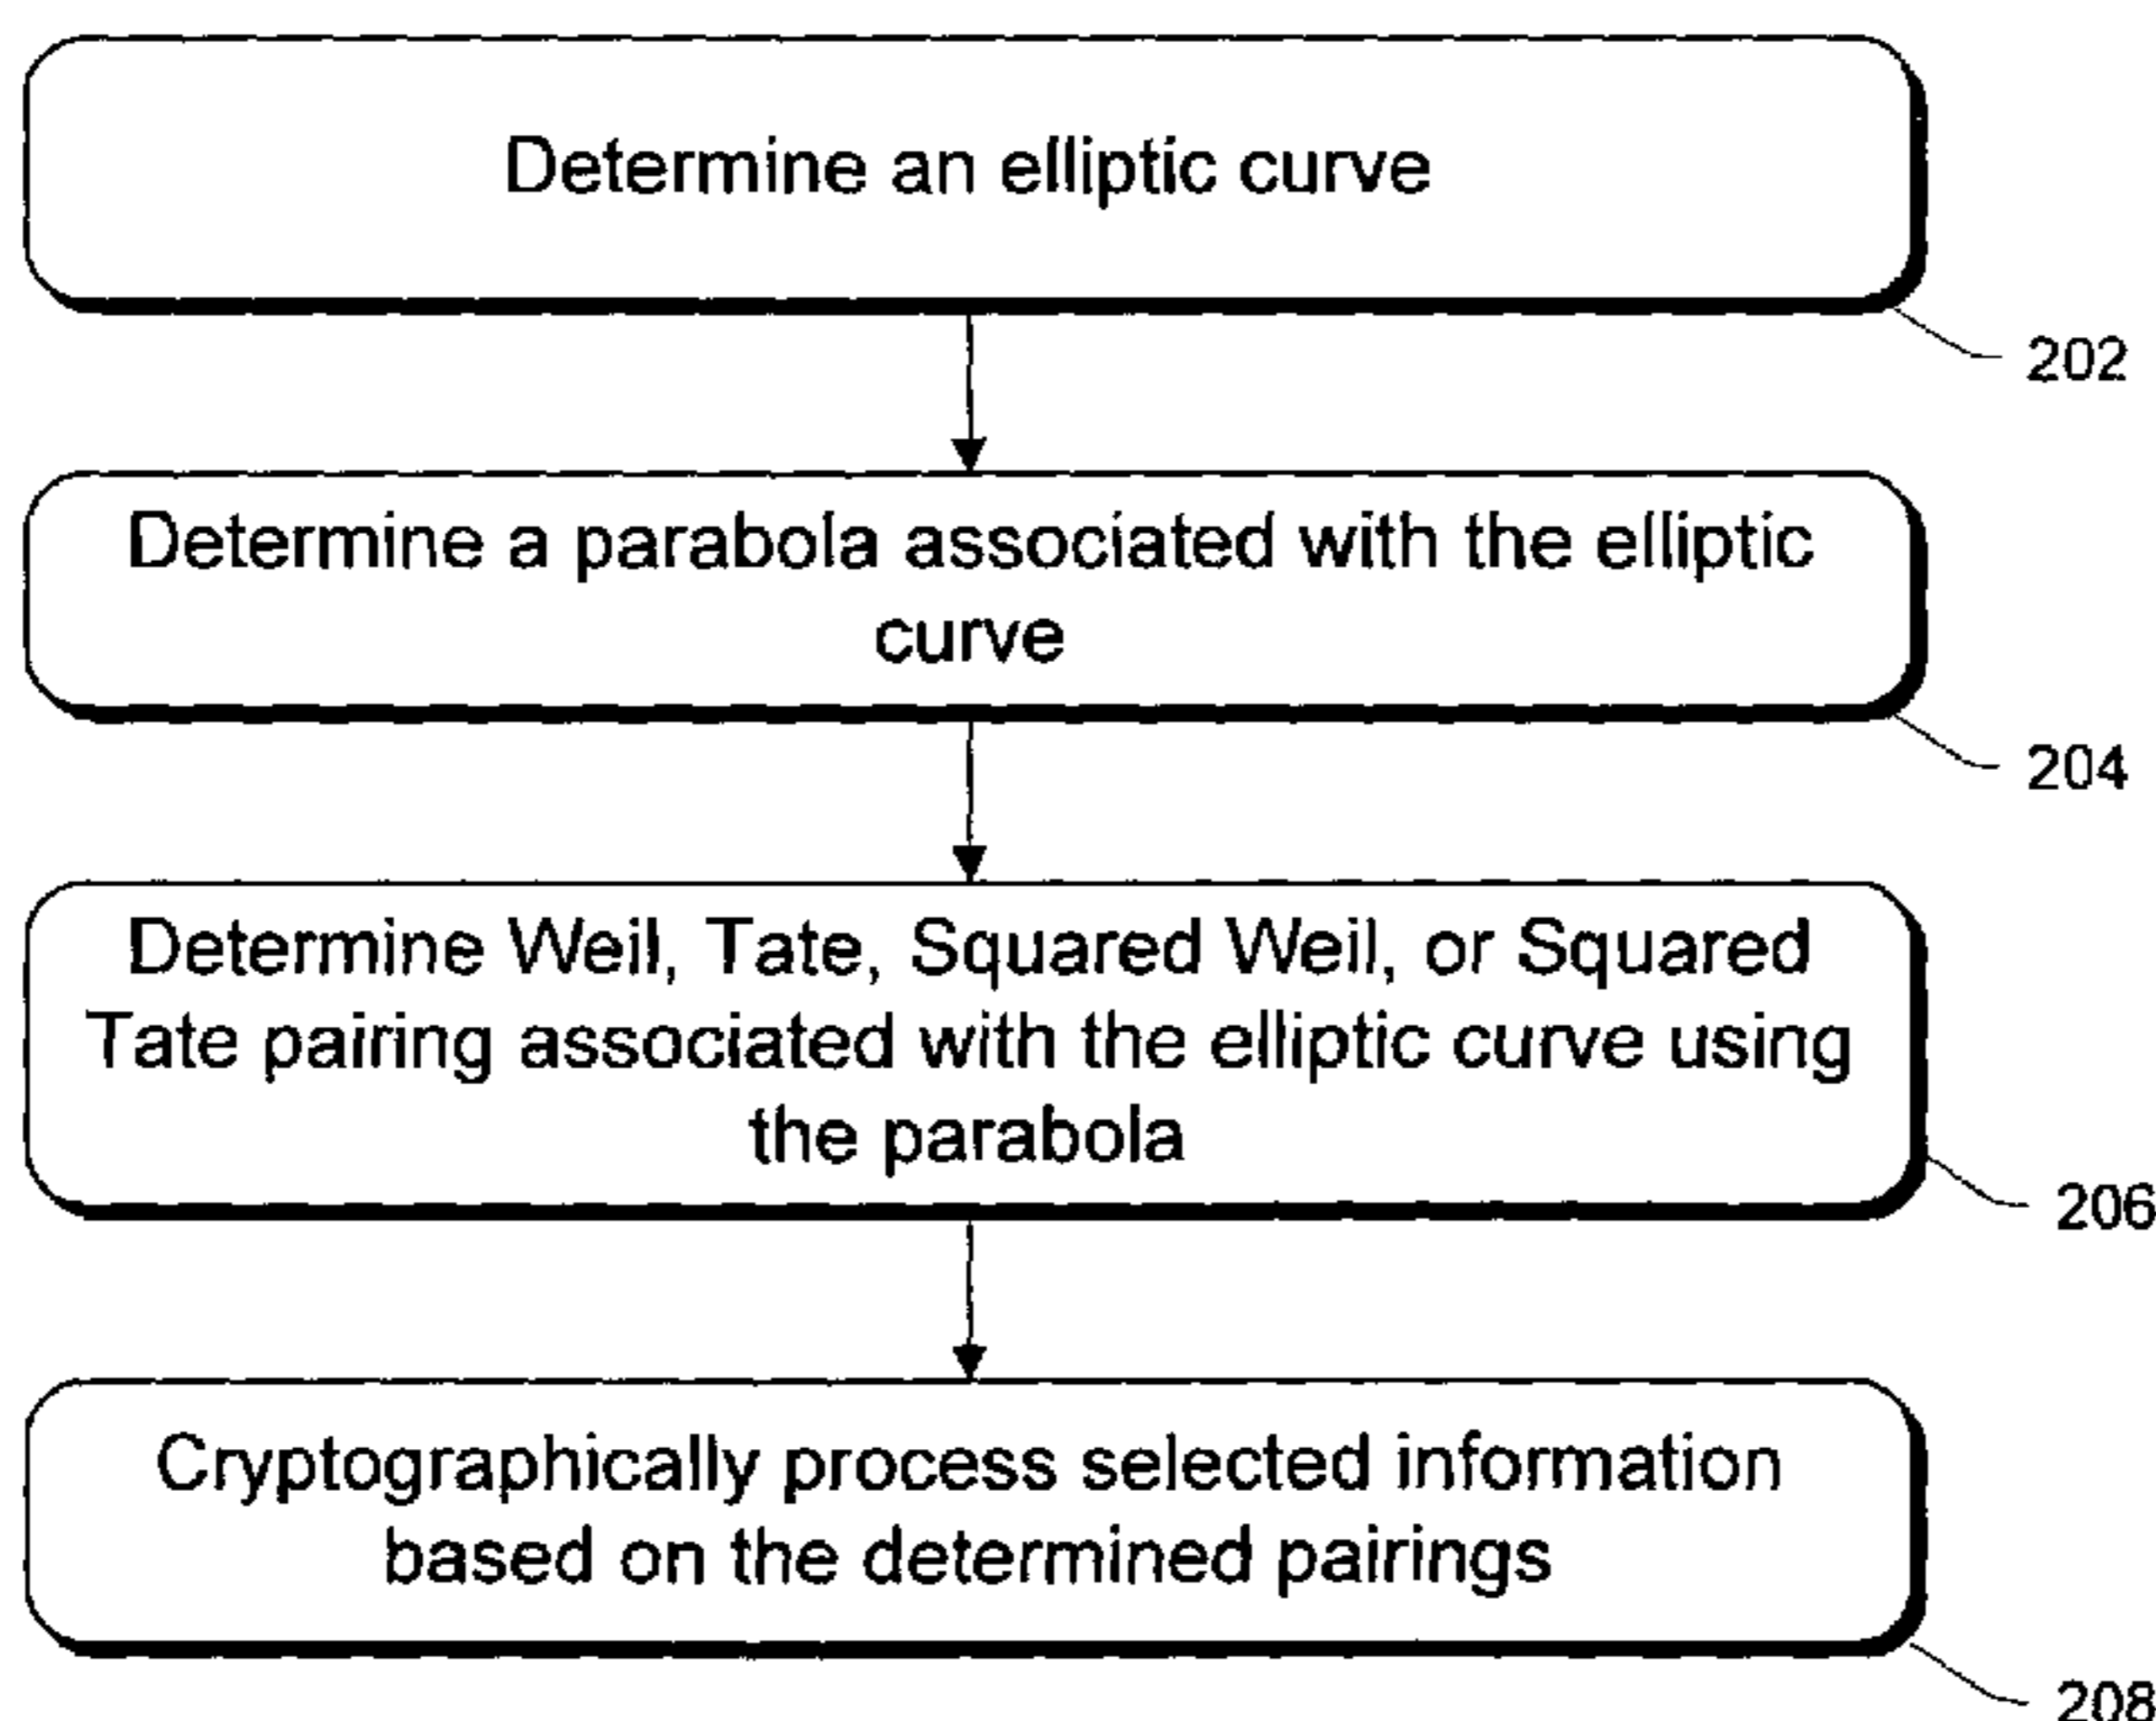 Determine an elliptic curve
202
Determine a parabola associated with the elliptic
curve
204
Determine Weil, Tate, Squared Weil, or Squared
Tate pairing associated with the elliptic curve using
the parabola
206
Cryptographically process selected information
based on the determined pairings
208